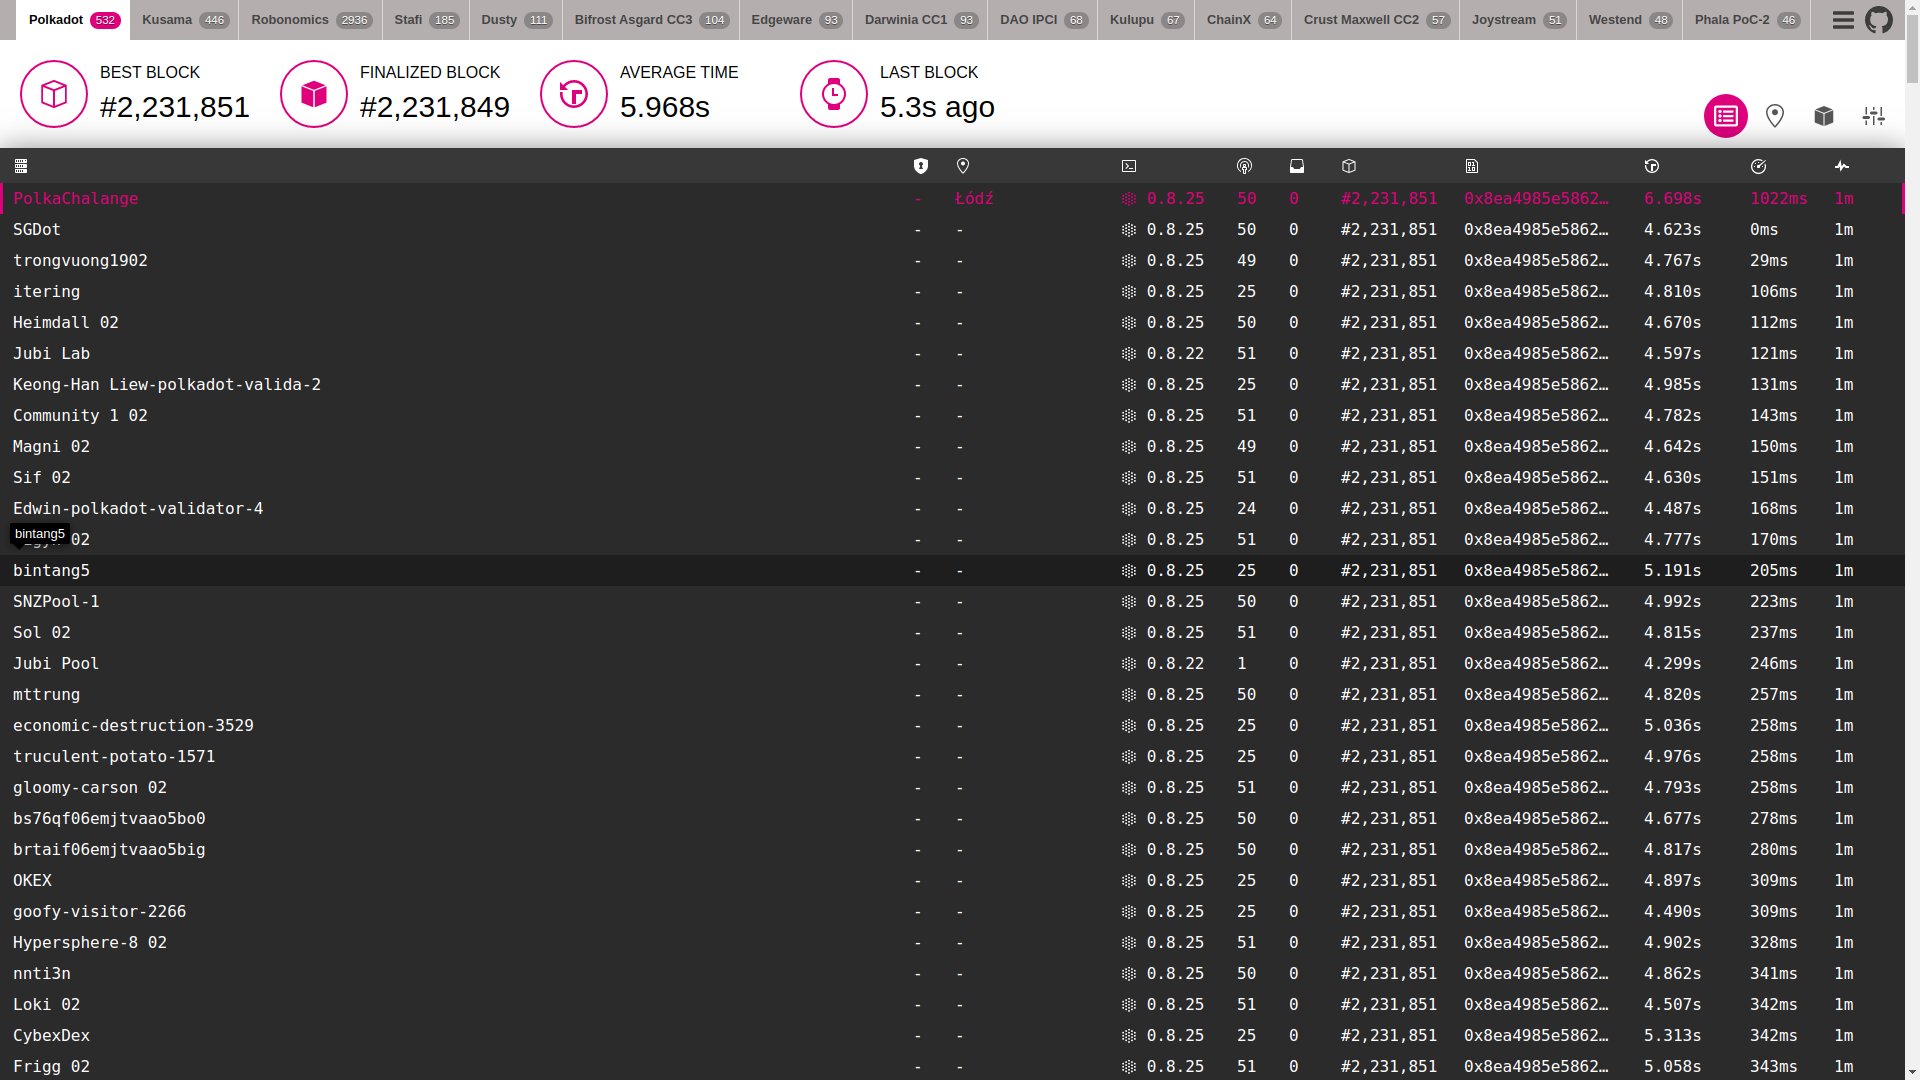 Polkadot 532 Kusama 446 Robonomics 2936 Stafi 185 Dusty 111 Bifrost Asgard CC3 104 Edgeware 93 Darwinia CC1 93 DAO IPCI 68 Kulupu 67 ChainX 64 Crust Maxwell CC2 57 Joystream 51 Westend 48 Phala PoC-2 46
BEST BLOCK FINALIZED BLOCK AVERAGE TIME LAST BLOCK
#2,231,851 #2,231,849 5.968s 5.3s ago
PolkaChalange - Łódź 0.8.25 50 0 #2,231,851 0x8ea4985e5862… 6.698s 1022ms 1m
SGDot - - 0.8.25 50 0 #2,231,851 0x8ea4985e5862… 4.623s 0ms 1m
trongvuong1902 - - 0.8.25 49 0 #2,231,851 0x8ea4985e5862… 4.767s 29ms 1m
itering - - 0.8.25 25 0 #2,231,851 0x8ea4985e5862… 4.810s 106ms 1m
Heimdall 02 - - 0.8.25 50 0 #2,231,851 0x8ea4985e5862… 4.670s 112ms 1m
Jubi Lab - - 0.8.22 51 0 #2,231,851 0x8ea4985e5862… 4.597s 121ms 1m
Keong-Han Liew-polkadot-valida-2 - - 0.8.25 25 0 #2,231,851 0x8ea4985e5862… 4.985s 131ms 1m
Community 1 02 - - 0.8.25 51 0 #2,231,851 0x8ea4985e5862… 4.782s 143ms 1m
Magni 02 - - 0.8.25 49 0 #2,231,851 0x8ea4985e5862… 4.642s 150ms 1m
Sif 02 - - 0.8.25 51 0 #2,231,851 0x8ea4985e5862… 4.630s 151ms 1m
Edwin-polkadot-validator-4 - - 0.8.25 24 0 #2,231,851 0x8ea4985e5862… 4.487s 168ms 1m
bintang5
02 - - 0.8.25 51 0 #2,231,851 0x8ea4985e5862… 4.777s 170ms 1m
bintang5 - - 0.8.25 25 0 #2,231,851 0x8ea4985e5862… 5.191s 205ms 1m
SNZPool-1 - - 0.8.25 50 0 #2,231,851 0x8ea4985e5862… 4.992s 223ms 1m
Sol 02 - - 0.8.25 51 0 #2,231,851 0x8ea4985e5862… 4.815s 237ms 1m
Jubi Pool - - 0.8.22 1 0 #2,231,851 0x8ea4985e5862… 4.299s 246ms 1m
mttrung - - 0.8.25 50 0 #2,231,851 0x8ea4985e5862… 4.820s 257ms 1m
economic-destruction-3529 - - 0.8.25 25 0 #2,231,851 0x8ea4985e5862… 5.036s 258ms 1m
truculent-potato-1571 - - 0.8.25 25 0 #2,231,851 0x8ea4985e5862… 4.976s 258ms 1m
gloomy-carson 02 - - 0.8.25 51 0 #2,231,851 0x8ea4985e5862… 4.793s 258ms 1m
bs76qf06emjtvaao5bo0 - - 0.8.25 50 0 #2,231,851 0x8ea4985e5862… 4.677s 278ms 1m
brtaif06emjtvaao5big - - 0.8.25 50 0 #2,231,851 0x8ea4985e5862… 4.817s 280ms 1m
OKEX - - 0.8.25 25 0 #2,231,851 0x8ea4985e5862… 4.897s 309ms 1m
goofy-visitor-2266 - - 0.8.25 25 0 #2,231,851 0x8ea4985e5862… 4.490s 309ms 1m
Hypersphere-8 02 - - 0.8.25 51 0 #2,231,851 0x8ea4985e5862… 4.902s 328ms 1m
nnti3n - - 0.8.25 50 0 #2,231,851 0x8ea4985e5862… 4.862s 341ms 1m
Loki 02 - - 0.8.25 51 0 #2,231,851 0x8ea4985e5862… 4.507s 342ms 1m
CybexDex - - 0.8.25 25 0 #2,231,851 0x8ea4985e5862… 5.313s 342ms 1m
Frigg 02 - - 0.8.25 51 0 #2,231,851 0x8ea4985e5862… 5.058s 343ms 1m